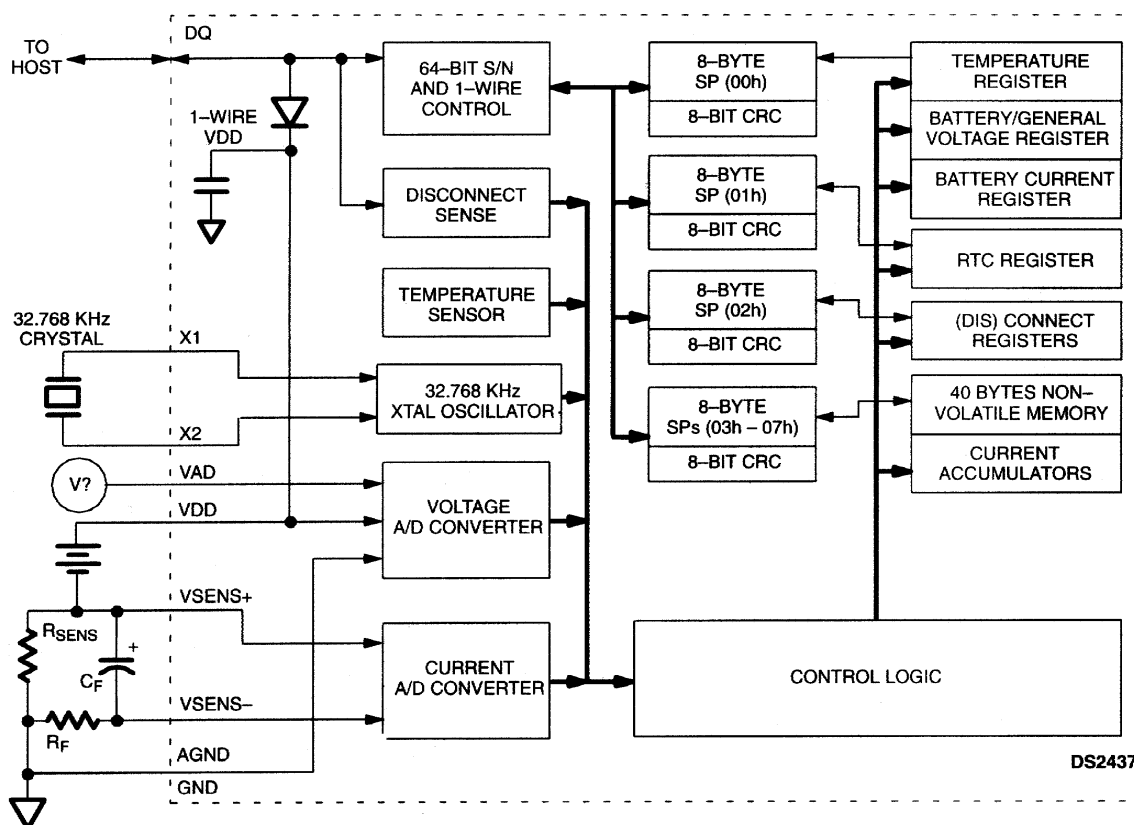 TO
HOST
DQ
64–BIT S/N
AND 1–WIRE
CONTROL
8–BYTE
SP (00h)
8–BIT CRC
TEMPERATURE
REGISTER
BATTERY/GENERAL
VOLTAGE REGISTER
BATTERY CURRENT
REGISTER
1–WIRE
VDD
DISCONNECT
SENSE
8–BYTE
SP (01h)
8–BIT CRC
RTC REGISTER
TEMPERATURE
SENSOR
8–BYTE
SP (02h)
8–BIT CRC
(DIS) CONNECT
REGISTERS
32.768 KHz
CRYSTAL
X1
X2
32.768 KHz
XTAL OSCILLATOR
8–BYTE
SPs (03h – 07h)
8–BIT CRC
40 BYTES NON–
VOLATILE MEMORY
CURRENT
ACCUMULATORS
V?
VAD
VDD
VOLTAGE
A/D CONVERTER
VSENS+
RSENS
+
CF
VSENS–
RF
CURRENT
A/D CONVERTER
CONTROL LOGIC
AGND
GND
DS2437